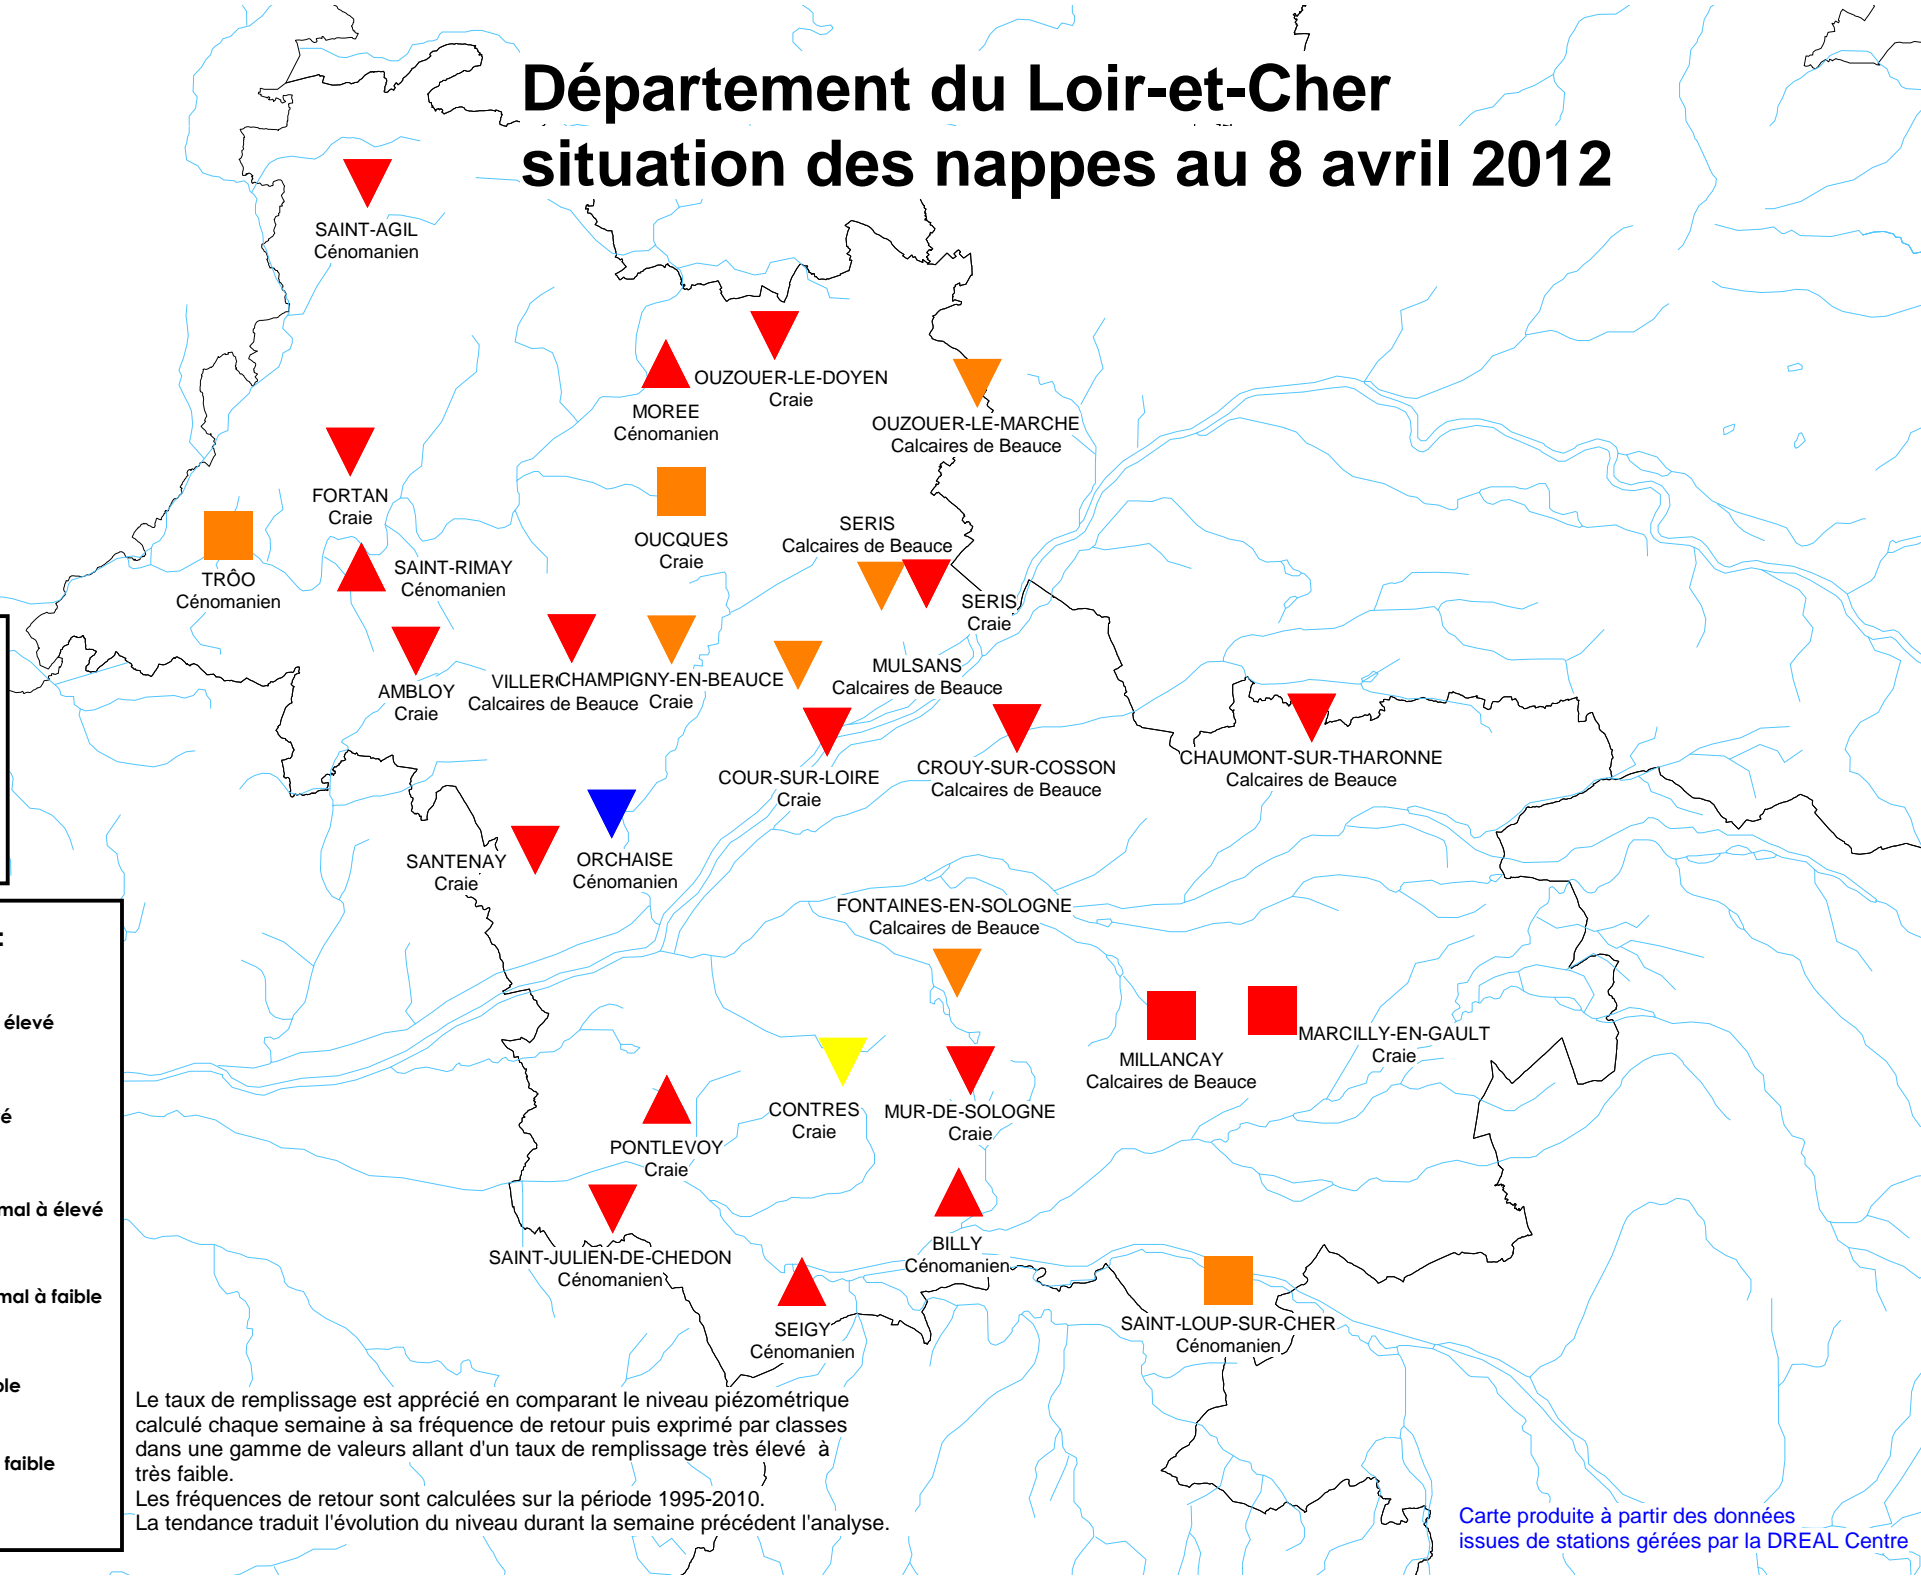 Département du Loir-et-Cher
situation des nappes au 8 avril 2012
SAINT-AGIL
Cénomanien
OUZOUER-LE-DOYEN
Craie
MOREE
Cénomanien
OUZOUER-LE-MARCHE
Calcaires de Beauce
FORTAN
Craie
OUCQUES
Craie
SERIS
Calcaires de Beauce
TRÔO
Cénomanien
SAINT-RIMAY
Cénomanien
SERIS
Craie
AMBLOY
Craie
Calcaires de Beauce
CHAMPIGNY-EN-BEAUCE
Craie
MULSANS
Calcaires de Beauce
COUR-SUR-LOIRE
Craie
CROUY-SUR-COSSON
Calcaires de Beauce
CHAUMONT-SUR-THARONNE
Calcaires de Beauce
SANTENAY
Craie
ORCHAISE
Cénomanien
FONTAINES-EN-SOLOGNE
Calcaires de Beauce
MILLANCAY
Calcaires de Beauce
MARCILLY-EN-GAULT
Craie
CONTRES
Craie
MUR-DE-SOLOGNE
Craie
PONTLEVOY
Craie
SAINT-JULIEN-DE-CHEDON
Cénomanien
BILLY
Cénomanien
SEIGY
Cénomanien
SAINT-LOUP-SUR-CHER
Cénomanien
:
élevé
à élevé
à faible
faible
Le taux de remplissage est apprécié en comparant le niveau piézométrique
calculé chaque semaine à sa fréquence de retour puis exprimé par classes
dans une gamme de valeurs allant d'un taux de remplissage très élevé à
très faible.
Les fréquences de retour sont calculées sur la période 1995-2010.
La tendance traduit l'évolution du niveau durant la semaine précédent l'analyse.
Carte produite à partir des données
issues de stations gérées par la DREAL Centre